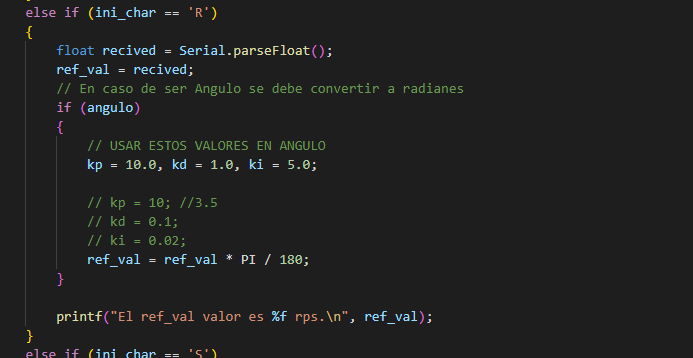 else if (ini_char == 'R')
{
float recived = Serial.parseFloat();
ref_val = recived;
// En caso de ser Angulo se debe convertir a radianes
if (angulo)
{
// USAR ESTOS VALORES EN ANGULO
kp = 10.0, kd = 1.0, ki = 5.0;
// kp = 10; //3.5
// kd = 0.1;
// ki = 0.02;
ref_val = ref_val * PI / 180;
}
printf("El ref_val valor es %f rps.\n", ref_val);
}
else if (ini_char == 'S')